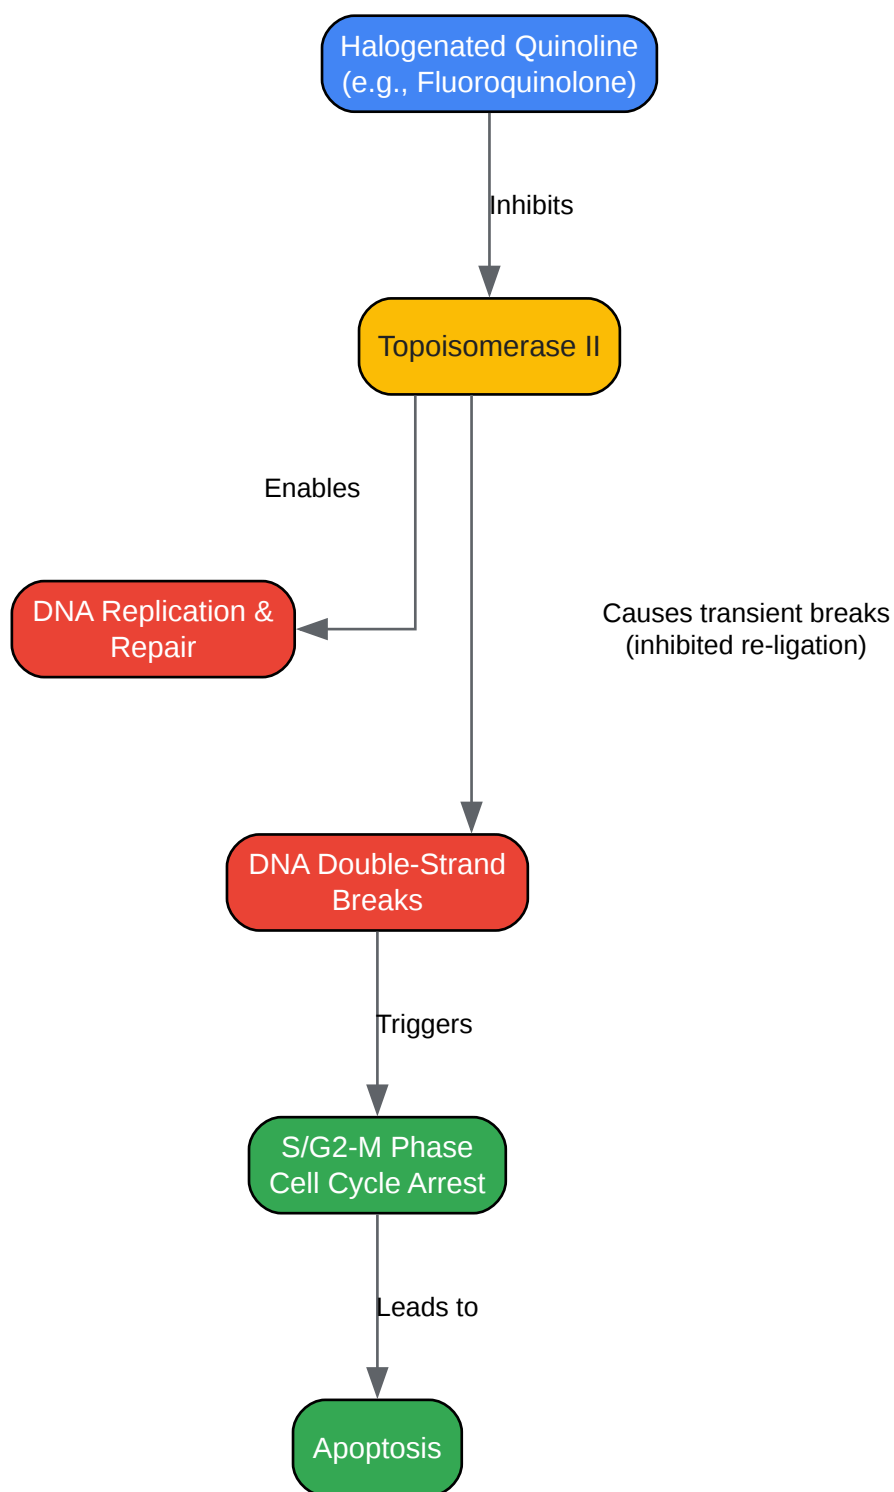 Halogenated Quinoline
(e.g., Fluoroquinolone)
Inhibits
Topoisomerase II
Enables
DNA Replication &
Repair
Causes transient breaks
(inhibited re-ligation)
DNA Double-Strand
Breaks
Triggers
S/G2-M Phase
Cell Cycle Arrest
Leads to
Apoptosis